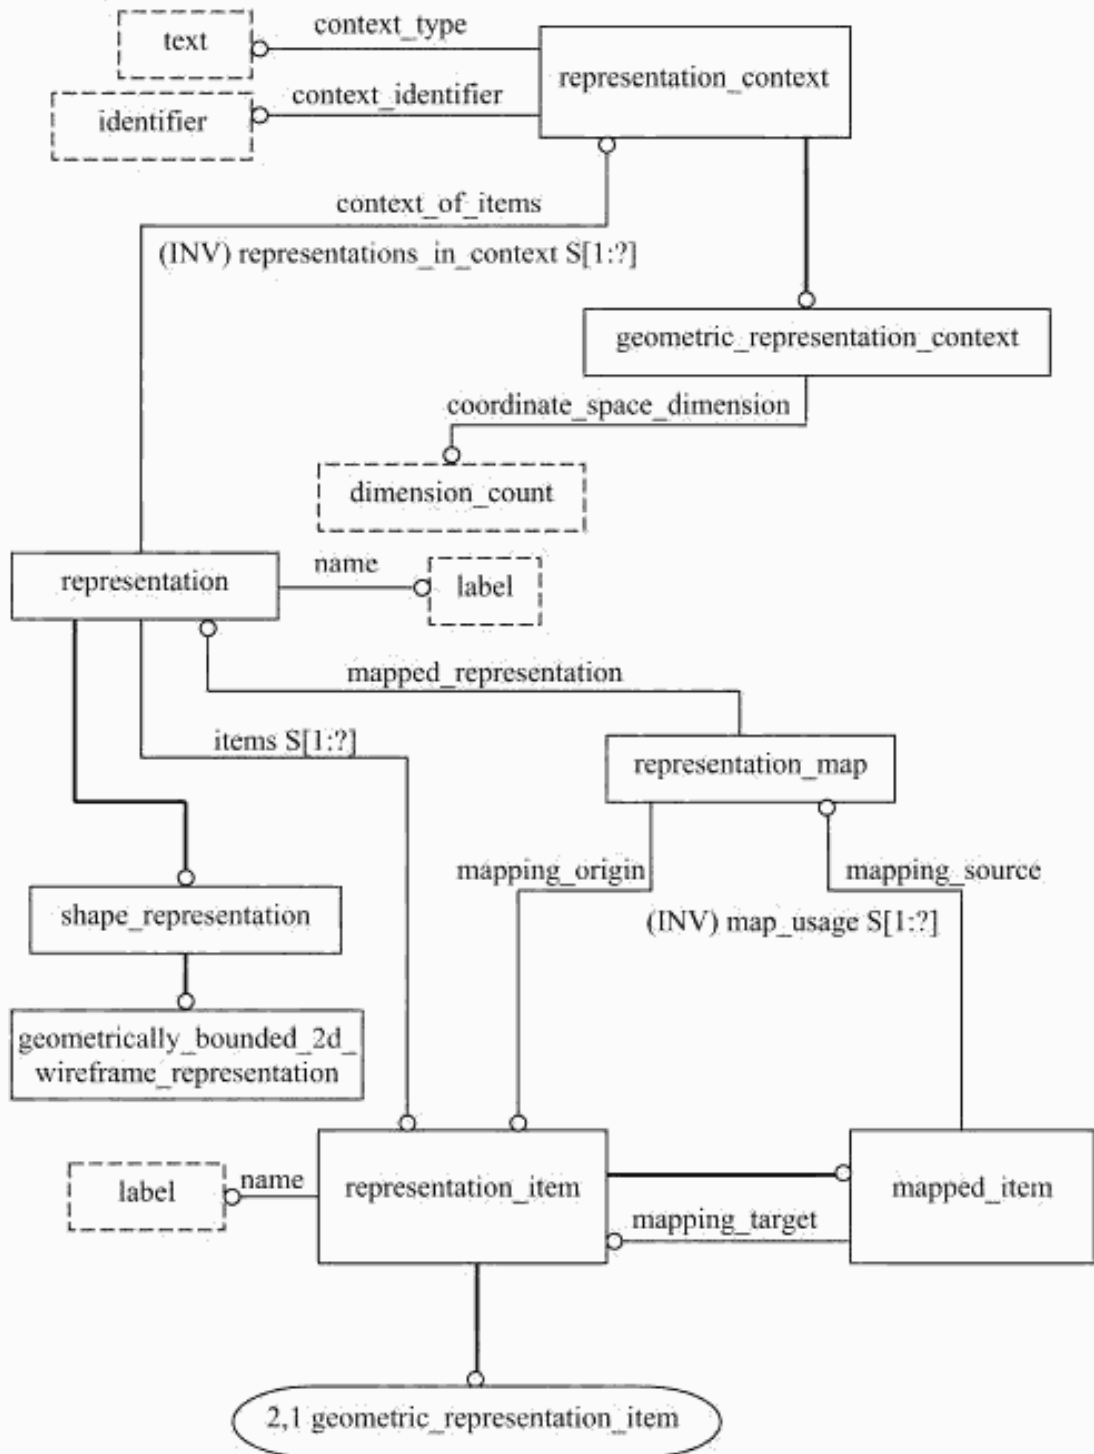 text
context_type
representation_context
context_identifier
identifier
context_of_items
(INV) representations_in_context S[1:?]
geometric_representation_context
coordinate_space_dimension
dimension_count
representation
name
label
mapped_representation
items S[1:?]
representation_map
mapping_origin
mapping_source
shape_representation
(INV) map_usage S[1:?]
geometrically_bounded_2d_
wireframe_representation
label
name
representation_item
mapped_item
mapping_target
2,1 geometric_representation_item